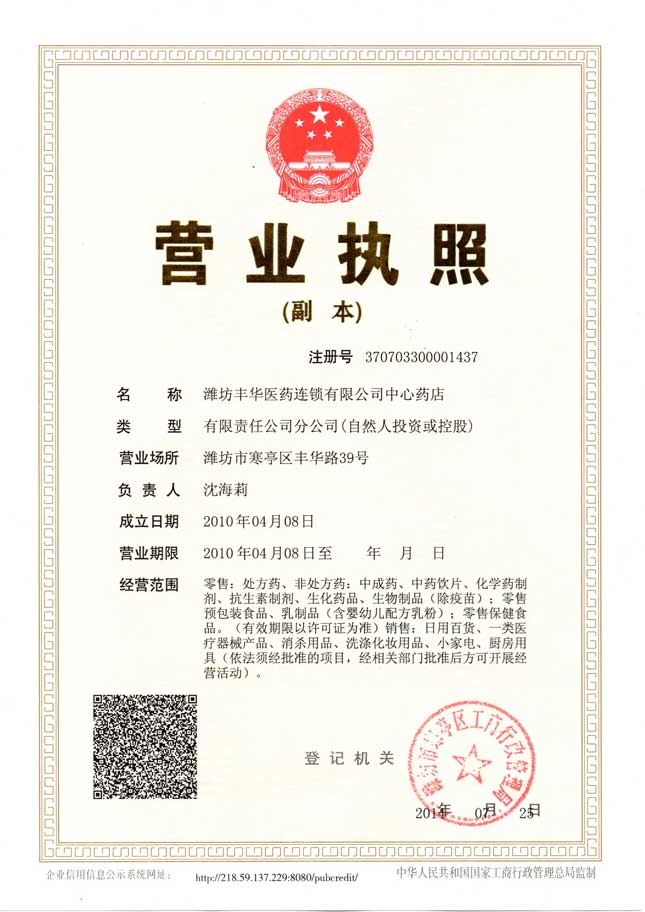 营业执照
(副 本)
注册号 370703300001437
名 称 潍坊丰华医药连锁有限公司中心药店
类 型 有限责任公司分公司(自然人投资或控股)
营业场所 潍坊市寒亭区丰华路39号
负 责 人 沈海莉
成立日期 2010 年04 月08 日
营业期限 2010 年04 月08 日至 年 月 日
经营范围 零售：处方药、非处方药：中成药、中药饮片、化学药制
剂、抗生素制剂、生化药品、生物制品（除疫苗）；零售
预包装食品、乳制品（含婴幼儿配方乳粉）；零售保健食
品。（有效期限以许可证为准）销售：日用百货、一类医
疗器械产品、消杀用品、洗涤化妆用品、小家电、厨房用
具（依法须经批准的项目，经相关部门批准后方可开展经
营活动）。
登 记 机 关
潍坊市寒亭区工商行政管理局
2014年 07月 25日
企业信用信息公示系统网址： http://218.59.137.229:8080/pubcredit/ 中华人民共和国国家工商行政管理总局监制